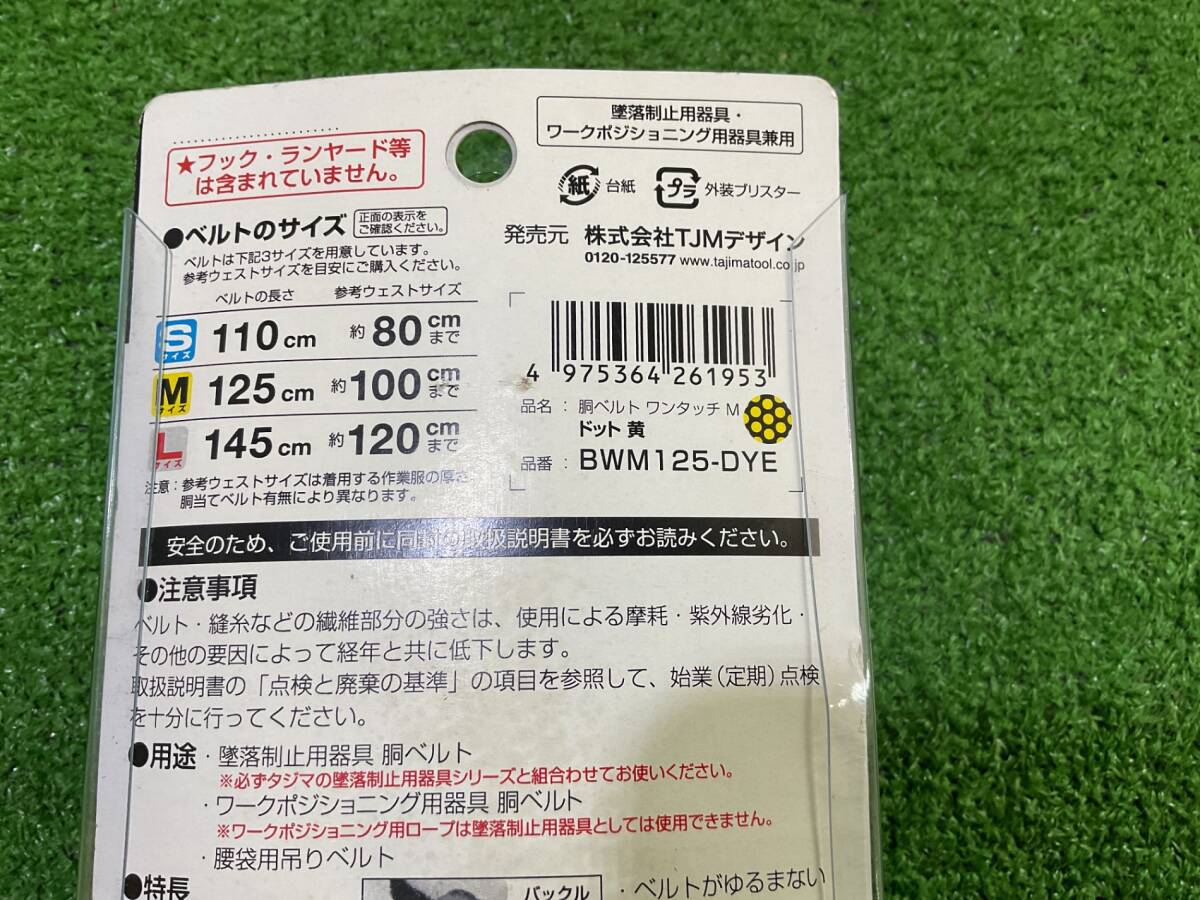 ★フック・ランヤード等
は含まれていません。
墜落制止用器具・
ワークポジショニング用器具兼用
紙 台紙
プラ 外装ブリスター
発売元 株式会社TJMデザイン
0120-125577 www.tajimatool.co.jp
●ベルトのサイズ
正面の表示を
ご確認ください。
ベルトは下記3サイズを用意しています。
参考ウェストサイズを目安にご購入ください。
ベルトの長さ 参考ウェストサイズ
Sサイズ 110cm 約80cmまで
Mサイズ 125cm 約100cmまで
Lサイズ 145cm 約120cmまで
注意：参考ウェストサイズは着用する作業服の厚さ
胴当てベルト有無により異なります。
4 975364 261953
品名： 胴ベルト ワンタッチ M
ドット 黄
品番： BWM125-DYE
安全のため、ご使用前に同封の取扱説明書を必ずお読みください。
●注意事項
ベルト・縫糸などの繊維部分の強さは、使用による摩耗・紫外線劣化・
その他の要因によって経年と共に低下します。
取扱説明書の「点検と廃棄の基準」の項目を参照して、始業（定期）点検
を十分に行ってください。
●用途・墜落制止用器具 胴ベルト
※必ずタジマの墜落制止用器具シリーズと組合わせてお使いください。
・ワークポジショニング用器具 胴ベルト
※ワークポジショニング用ロープは墜落制止用器具としては使用できません。
・腰袋用吊りベルト
●特長
バックル
・ベルトがゆるまない